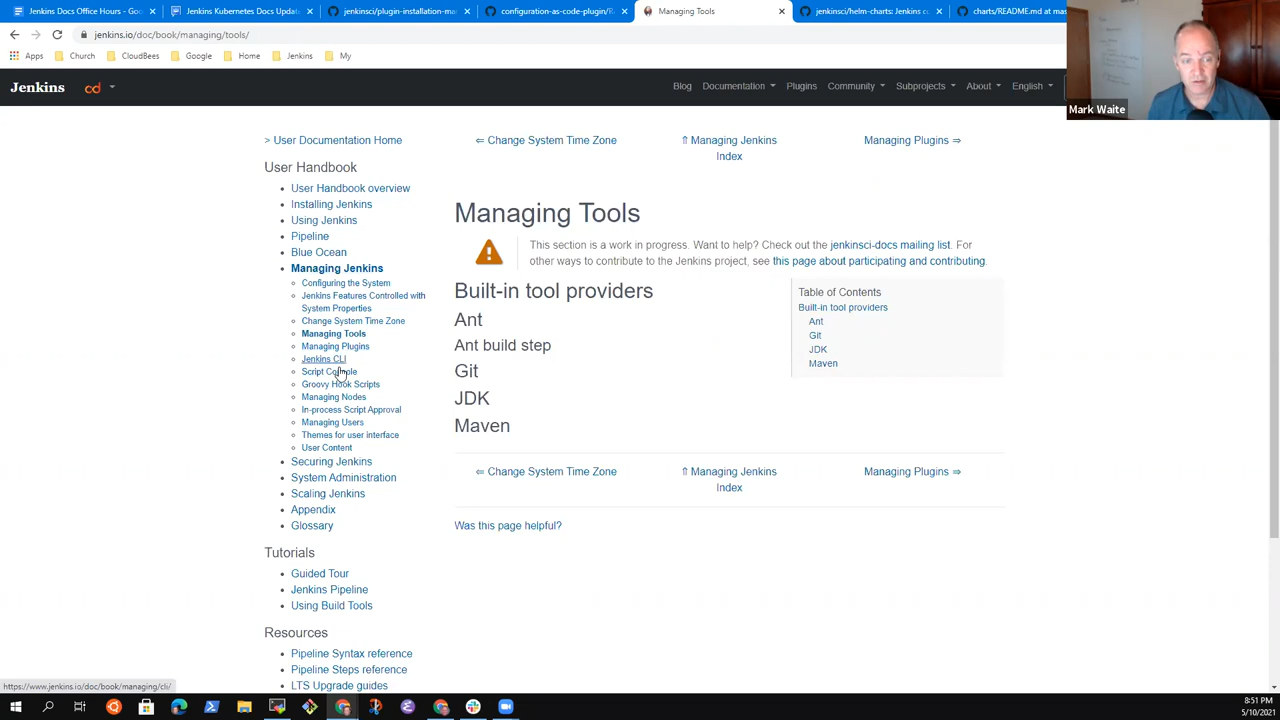 Jenkins Docs Office Hours - Goo
Jenkins Kubernetes Docs Updat
jenkinsci/plugin-installation-ma
configuration-as-code-plugin/R
Managing Tools
jenkinsci/helm-charts: Jenkins c
charts/README.md at mas
jenkins.io/doc/book/managing/tools/
Apps
Church
CloudBees
Google
Home
Jenkins
My
Mark Waite
Jenkins
cd
Blog
Documentation
Plugins
Community
Subprojects
About
English
> User Documentation Home
⇐ Change System Time Zone
⇑ Managing Jenkins
Index
Managing Plugins ⇒
User Handbook
User Handbook overview
Installing Jenkins
Using Jenkins
Pipeline
Blue Ocean
Managing Jenkins
Configuring the System
Jenkins Features Controlled with
System Properties
Change System Time Zone
Managing Tools
Managing Plugins
Jenkins CLI
Script Console
Groovy Hook Scripts
Managing Nodes
In-process Script Approval
Managing Users
Themes for user interface
User Content
Securing Jenkins
System Administration
Scaling Jenkins
Appendix
Glossary
Tutorials
Guided Tour
Jenkins Pipeline
Using Build Tools
Resources
Pipeline Syntax reference
Pipeline Steps reference
LTS Upgrade guides
Managing Tools
This section is a work in progress. Want to help? Check out the jenkinsci-docs mailing list. For
other ways to contribute to the Jenkins project, see this page about participating and contributing.
Built-in tool providers
Ant
Ant build step
Git
JDK
Maven
Table of Contents
Built-in tool providers
Ant
Git
JDK
Maven
⇐ Change System Time Zone
⇑ Managing Jenkins
Index
Managing Plugins ⇒
Was this page helpful?
https://www.jenkins.io/doc/book/managing/cli/
8:51 PM
5/10/2021